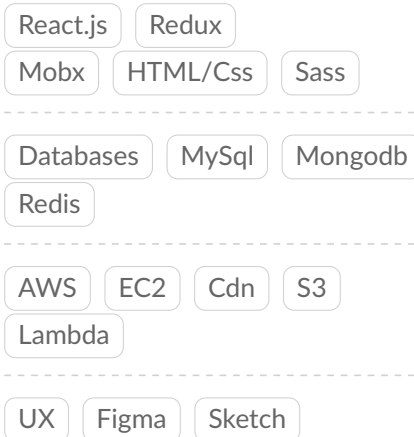 React.js Redux
Mobx HTML/Css Sass
Databases MySql Mongodb
Redis
AWS EC2 Cdn S3
Lambda
UX Figma Sketch